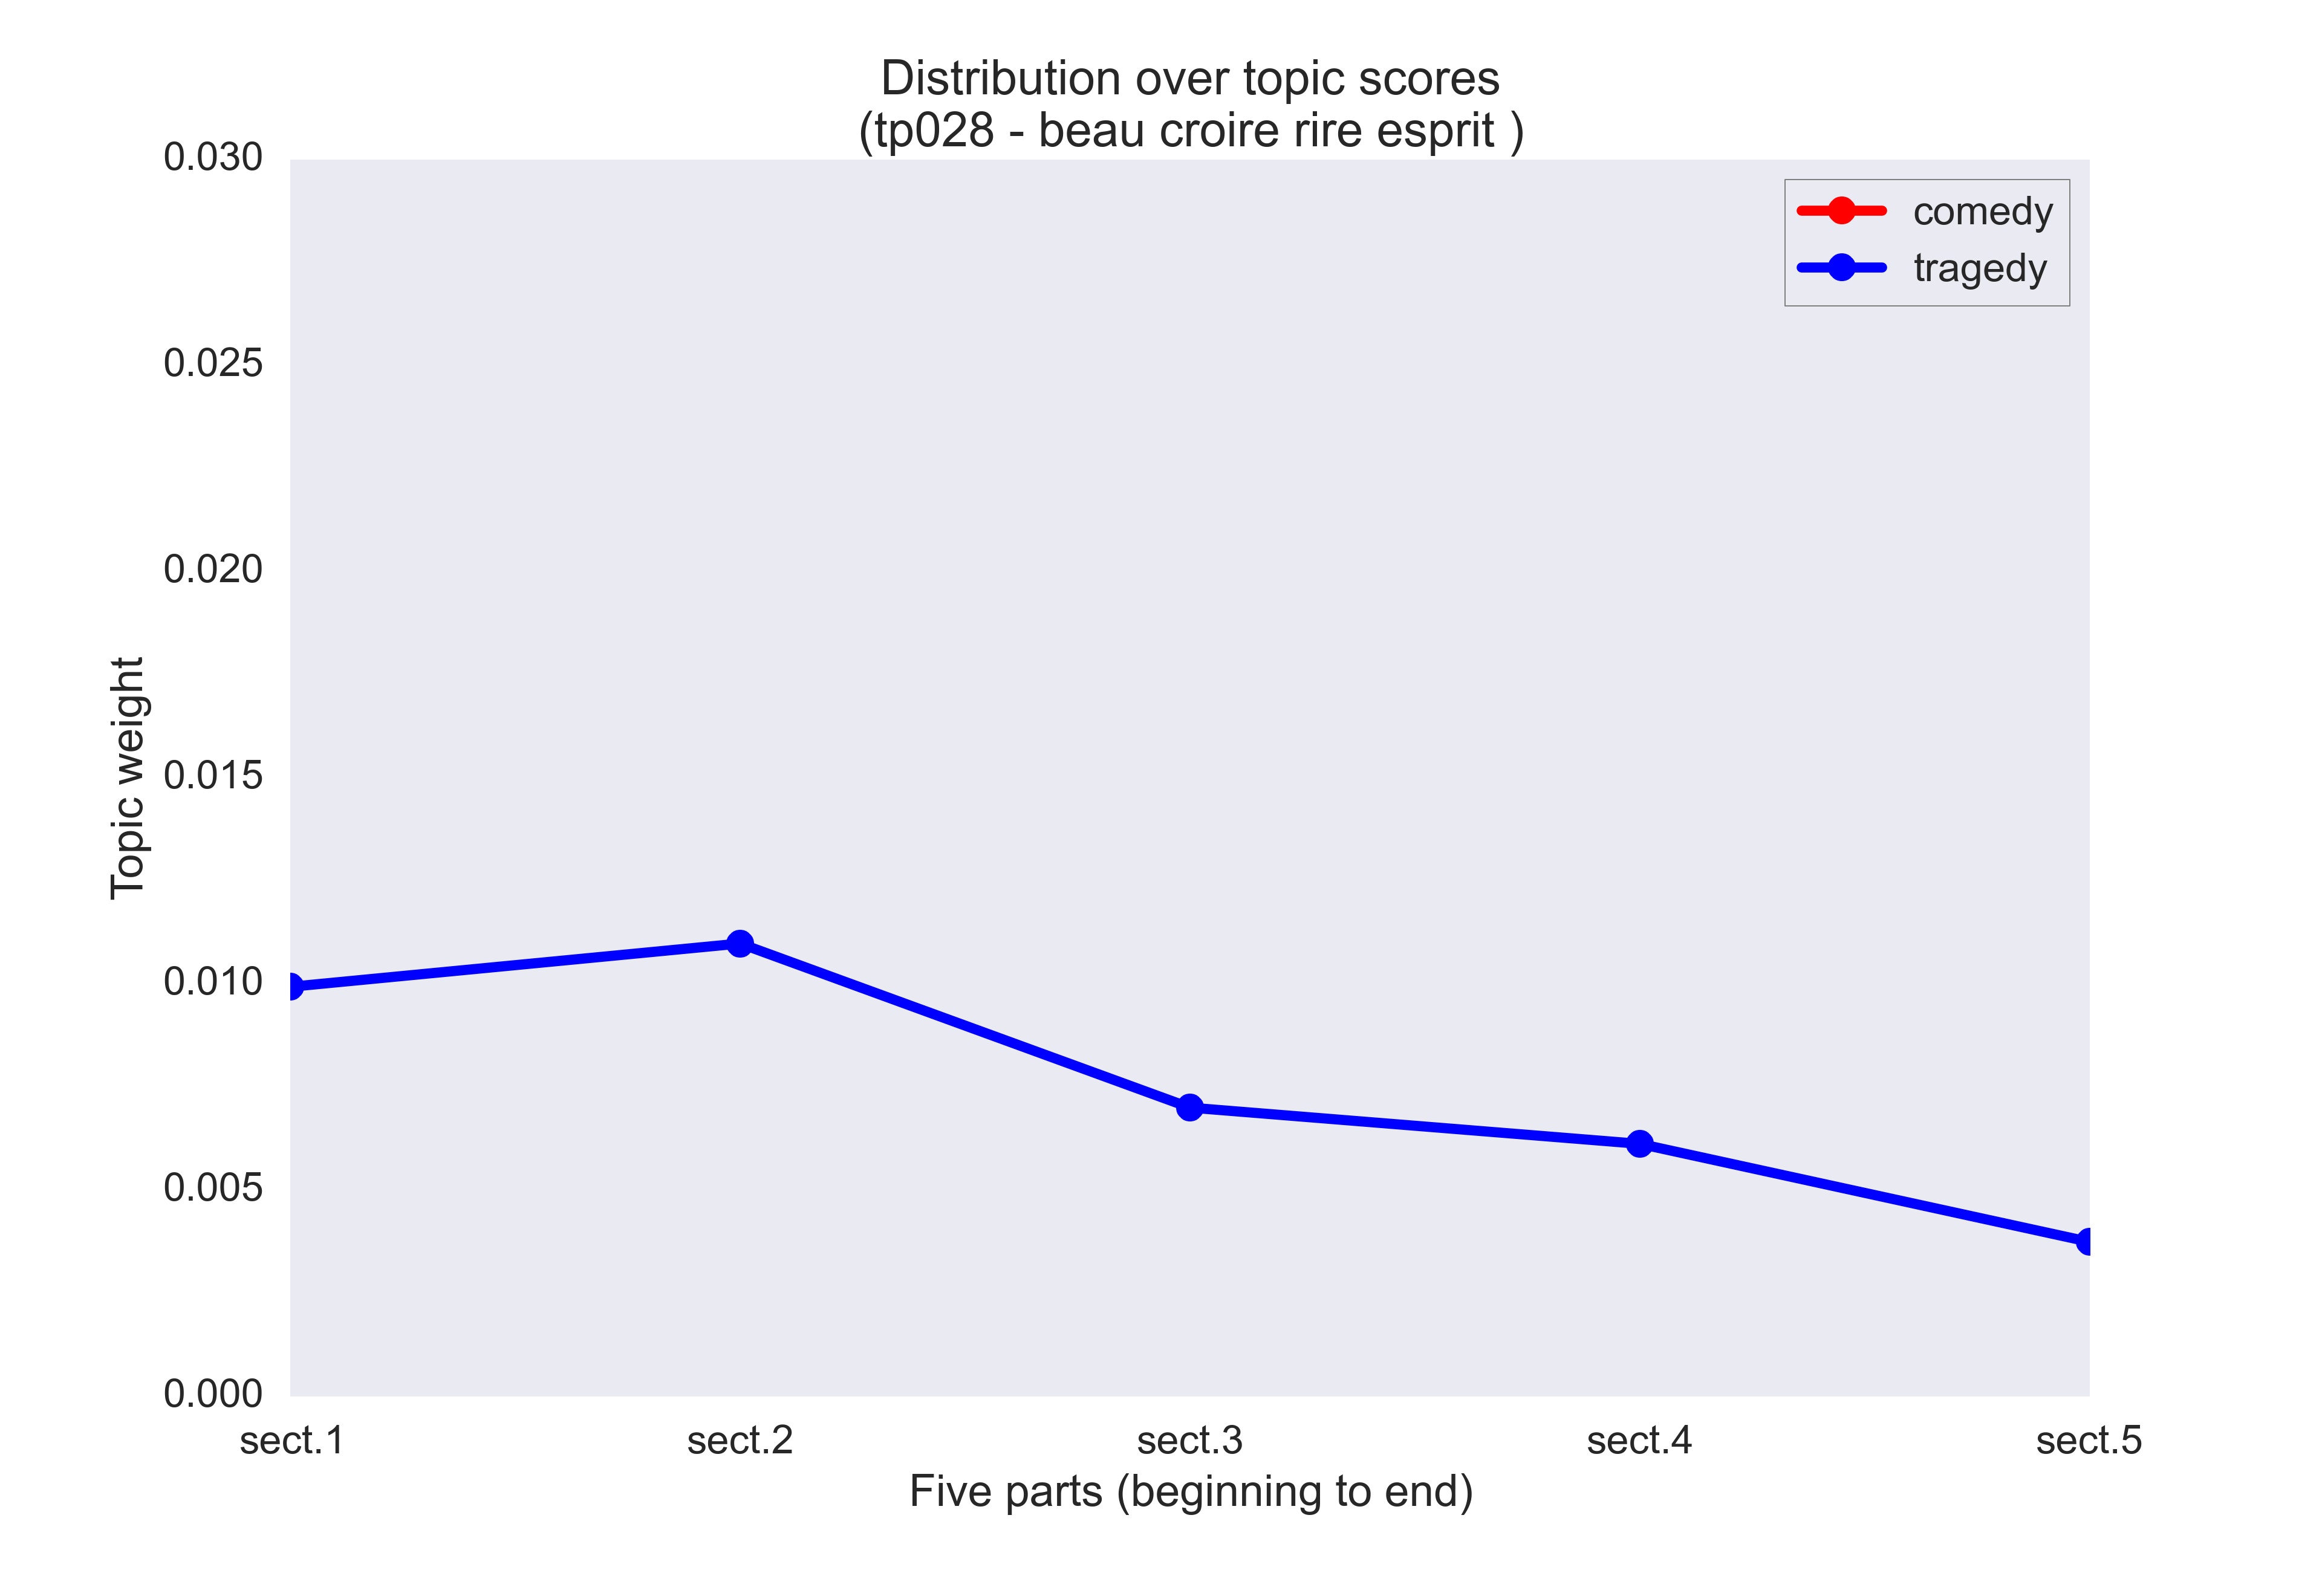 Distribution over topic scores
(tp028 - beau croire rire esprit )
0.030
0.025
0.020
0.015
0.010
0.005
0.000
Topic weight
comedy
tragedy
sect.1
sect.2
sect.3
sect.4
sect.5
Five parts (beginning to end)